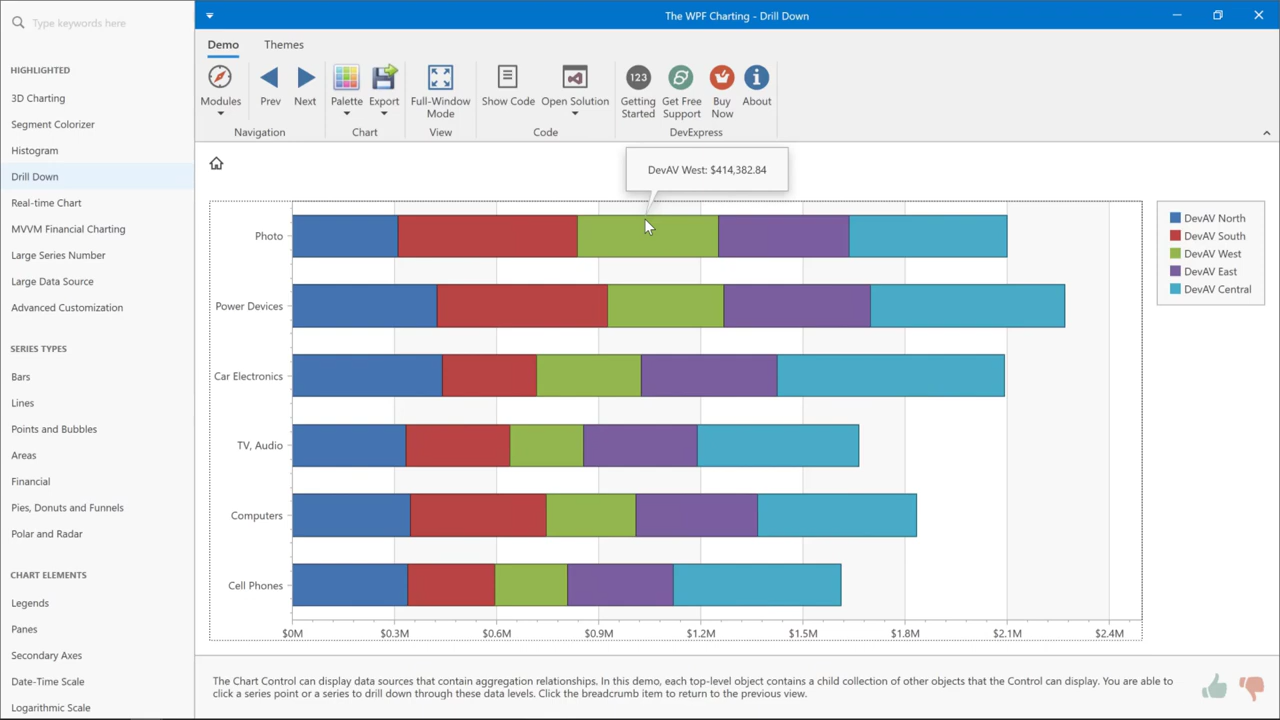 Type keywords here
HIGHLIGHTED
3D Charting
Segment Colorizer
Histogram
Drill Down
Real-time Chart
MVVM Financial Charting
Large Series Number
Large Data Source
Advanced Customization
SERIES TYPES
Bars
Lines
Points and Bubbles
Areas
Financial
Pies, Donuts and Funnels
Polar and Radar
CHART ELEMENTS
Legends
Panes
Secondary Axes
Date-Time Scale
Logarithmic Scale
The WPF Charting - Drill Down
Demo Themes
Modules
Prev
Next
Navigation
Palette
Export
Chart
Full-Window
Mode
View
Show Code
Open Solution
Code
123
Getting
Started
Get Free
Support
Buy
Now
About
DevExpress
DevAV West: $414,382.84
Photo
Power Devices
Car Electronics
TV, Audio
Computers
Cell Phones
$0M $0.3M $0.6M $0.9M $1.2M $1.5M $1.8M $2.1M $2.4M
DevAV North
DevAV South
DevAV West
DevAV East
DevAV Central
The Chart Control can display data sources that contain aggregation relationships. In this demo, each top-level object contains a child collection of other objects that the Control can display. You are able to
click a series point or a series to drill down through these data levels. Click the breadcrumb item to return to the previous view.